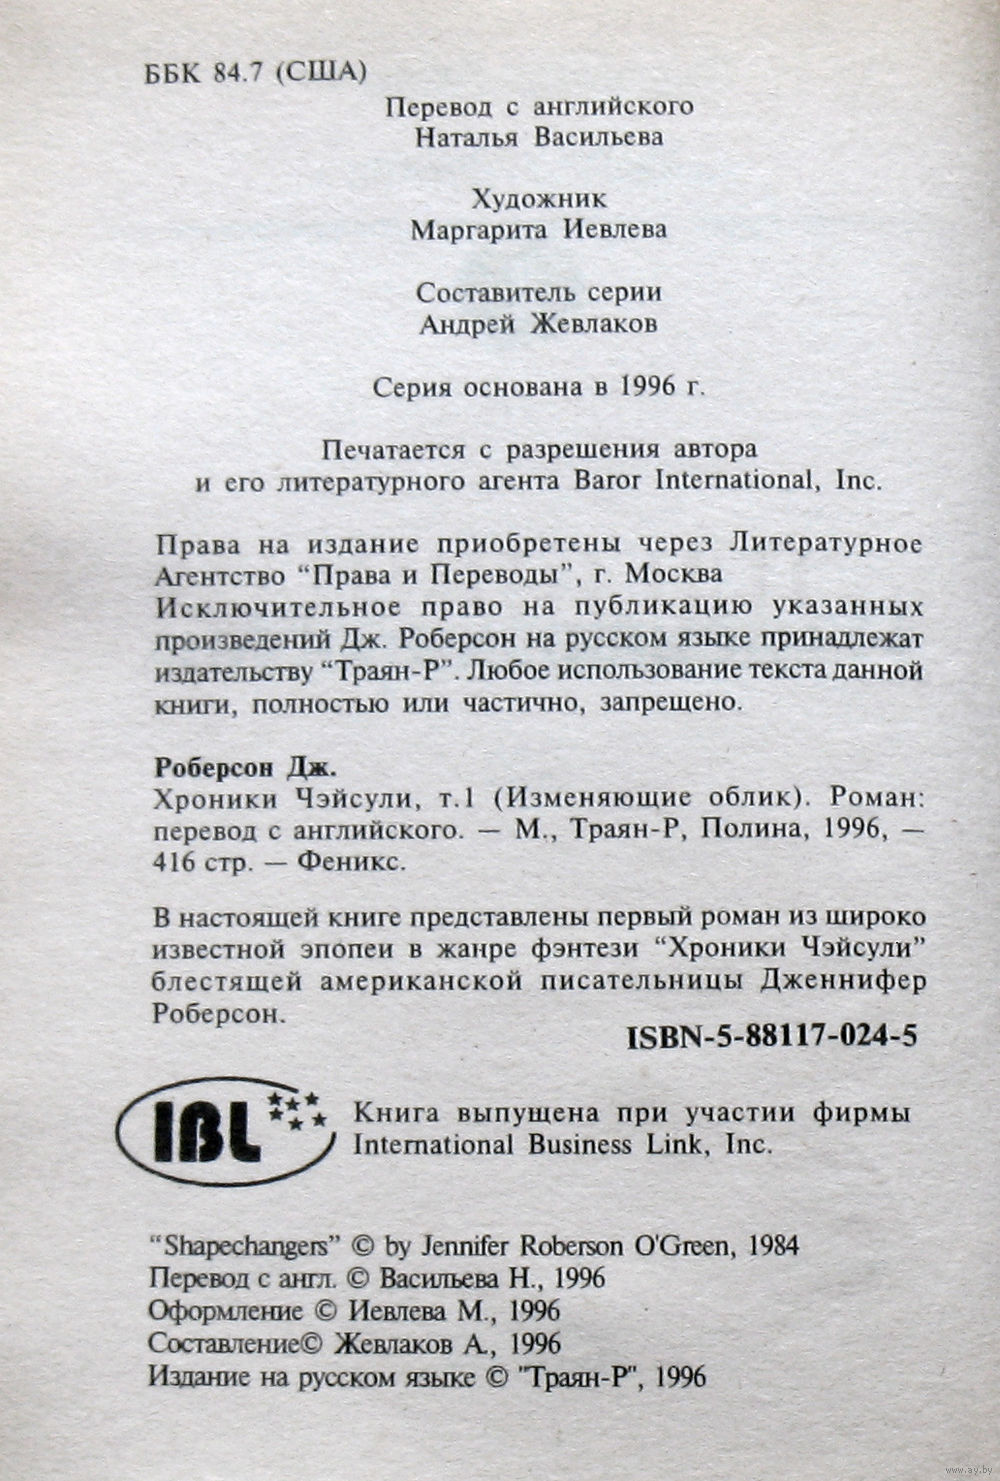 ББК 84.7 (США)
Перевод с английского
Наталья Васильева
Художник
Маргарита Иевлева
Составитель серии
Андрей Жевлаков
Серия основана в 1996 г.
Печатается с разрешения автора
и его литературного агента Baror International, Inc.
Права на издание приобретены через Литературное
Агентство “Права и Переводы”, г. Москва
Исключительное право на публикацию указанных
произведений Дж. Роберсон на русском языке принадлежат
издательству “Траян-Р”. Любое использование текста данной
книги, полностью или частично, запрещено.
Роберсон Дж.
Хроники Чэйсули, т.1 (Изменяющие облик). Роман:
перевод с английского. — М., Траян-Р, Полина, 1996, —
416 стр. — Феникс.
В настоящей книге представлены первый роман из широко
известной эпопеи в жанре фэнтези “Хроники Чэйсули”
блестящей американской писательницы Дженнифер
Роберсон.
ISBN-5-88117-024-5
IBL
Книга выпущена при участии фирмы
International Business Link, Inc.
“Shapechangers” © by Jennifer Roberson O'Green, 1984
Перевод с англ. © Васильева Н., 1996
Оформление © Иевлева М., 1996
Составление© Жевлаков А., 1996
Издание на русском языке © "Траян-Р", 1996
www.ay.by